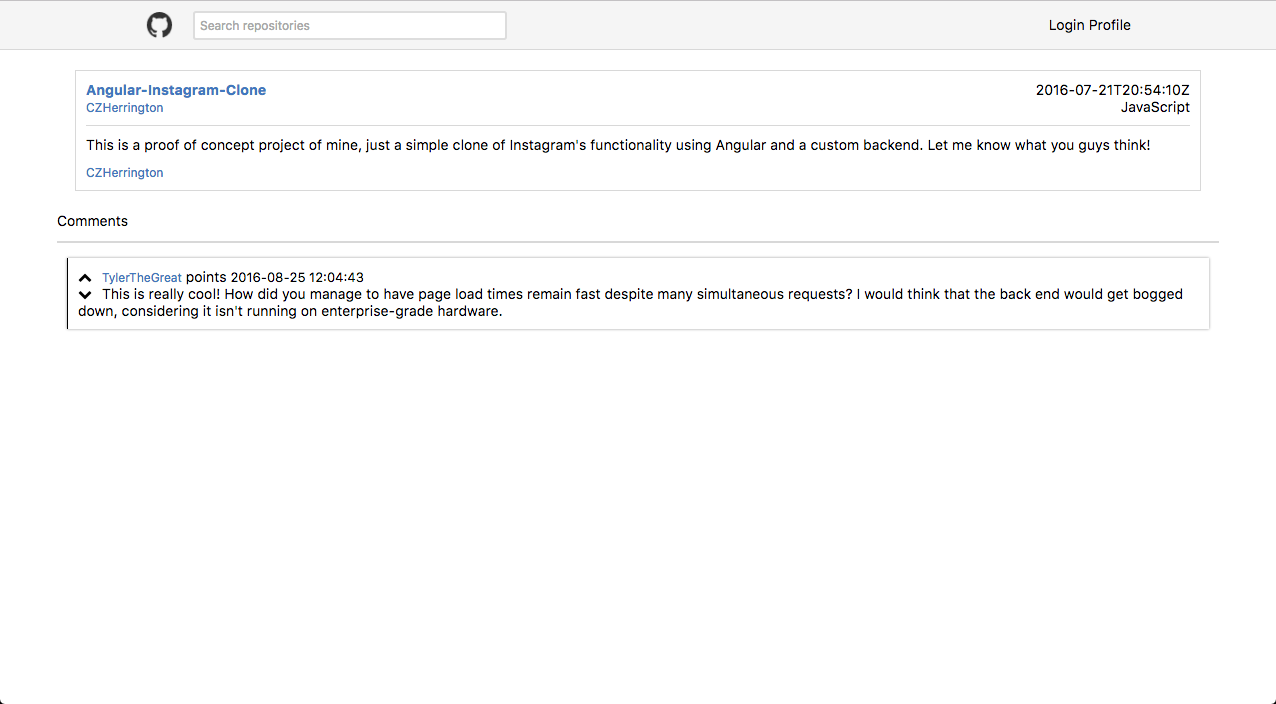 Search repositories
Login Profile
Angular-Instagram-Clone
2016-07-21T20:54:10Z
CZHerrington
JavaScript
This is a proof of concept project of mine, just a simple clone of Instagram's functionality using Angular and a custom backend. Let me know what you guys think!
CZHerrington
Comments
TylerTheGreat points 2016-08-25 12:04:43
This is really cool! How did you manage to have page load times remain fast despite many simultaneous requests? I would think that the back end would get bogged
down, considering it isn't running on enterprise-grade hardware.